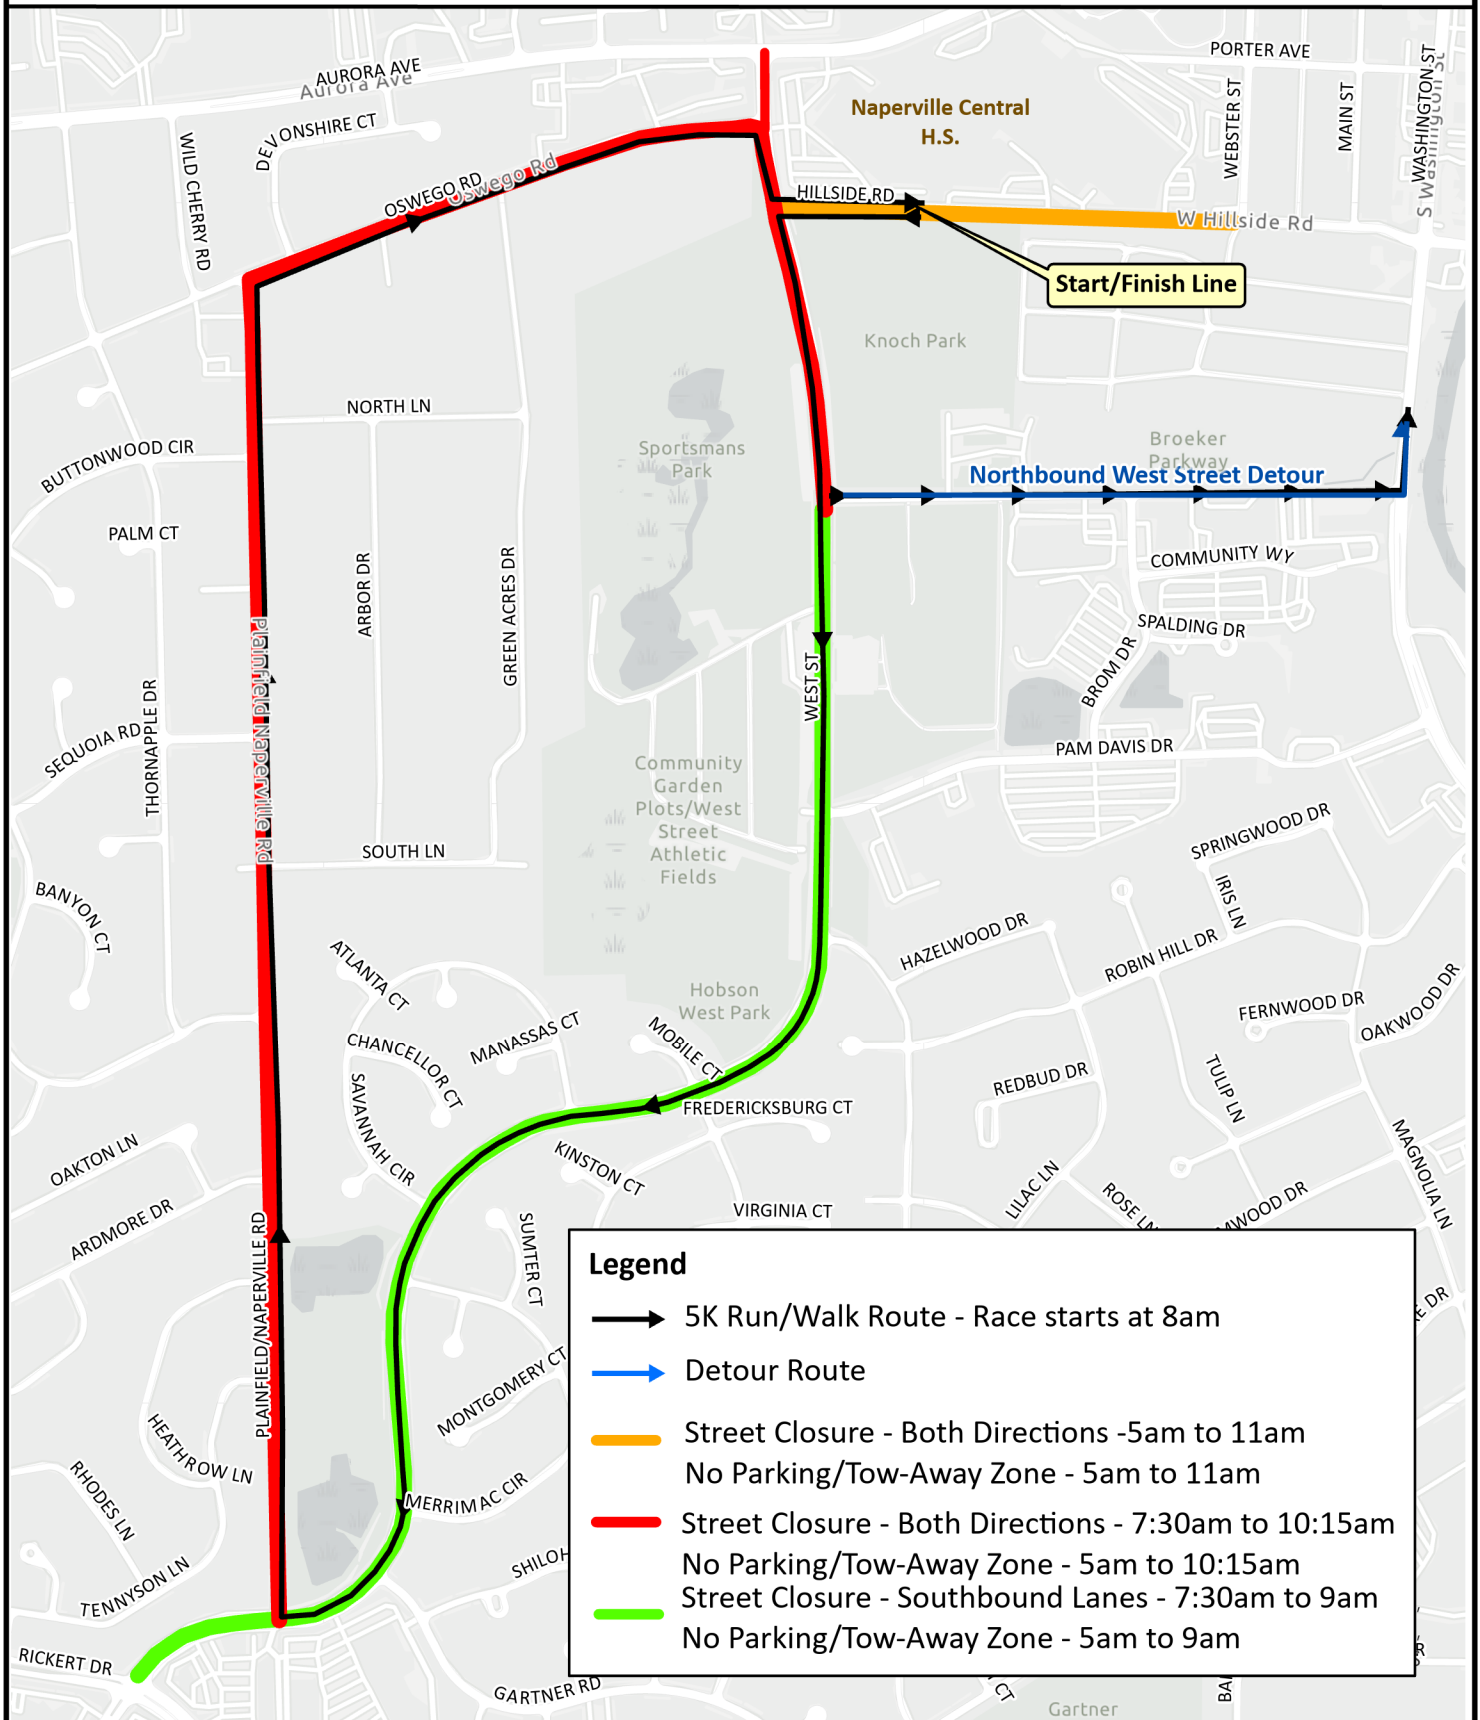 PORTER AVE
AURORA AVE
Aurora Ave
DEVONSHIRE CT
WILD CHERRY RD
Naperville Central
H.S.
WEBSTER ST
MAIN ST
WASHINGTON ST
S Washington St
OSWEGO RD
Oswego Rd
HILLSIDE RD
W Hillside Rd
Start/Finish Line
Knoch Park
NORTH LN
BUTTONWOOD CIR
Sportsmans
Park
Broeker
Parkway
Northbound West Street Detour
PALM CT
ARBOR DR
GREEN ACRES DR
COMMUNITY WY
SPALDING DR
BROM DR
WEST ST
Plainfield Naperville Rd
THORNAPPLE DR
SEQUOIA RD
PAM DAVIS DR
Community
Garden
Plots/West
Street
Athletic
Fields
SOUTH LN
SPRINGWOOD DR
IRIS LN
BANYON CT
HAZELWOOD DR
ROBIN HILL DR
ATLANTA CT
Hobson
West Park
FERNWOOD DR
OAKWOOD DR
CHANCELLOR CT
MANASSAS CT
MOBILE CT
SAVANNAH CIR
REDBUD DR
TULIP LN
FREDERICKSBURG CT
OAKTON LN
KINSTON CT
MAGNOLIA LN
LILAC LN
ROSE LN
MWOOD DR
ARDMORE DR
VIRGINIA CT
SUMTER CT
PLAINFIELD/NAPERVILLE RD
E DR
MONTGOMERY CT
HEATHROW LN
RHODES LN
MERRIMAC CIR
SHILOH
TENNYSON LN
RICKERT DR
GARTNER RD
CT
BA
R
Gartner
Legend
5K Run/Walk Route - Race starts at 8am
Detour Route
Street Closure - Both Directions -5am to 11am
No Parking/Tow-Away Zone - 5am to 11am
Street Closure - Both Directions - 7:30am to 10:15am
No Parking/Tow-Away Zone - 5am to 10:15am
Street Closure - Southbound Lanes - 7:30am to 9am
No Parking/Tow-Away Zone - 5am to 9am